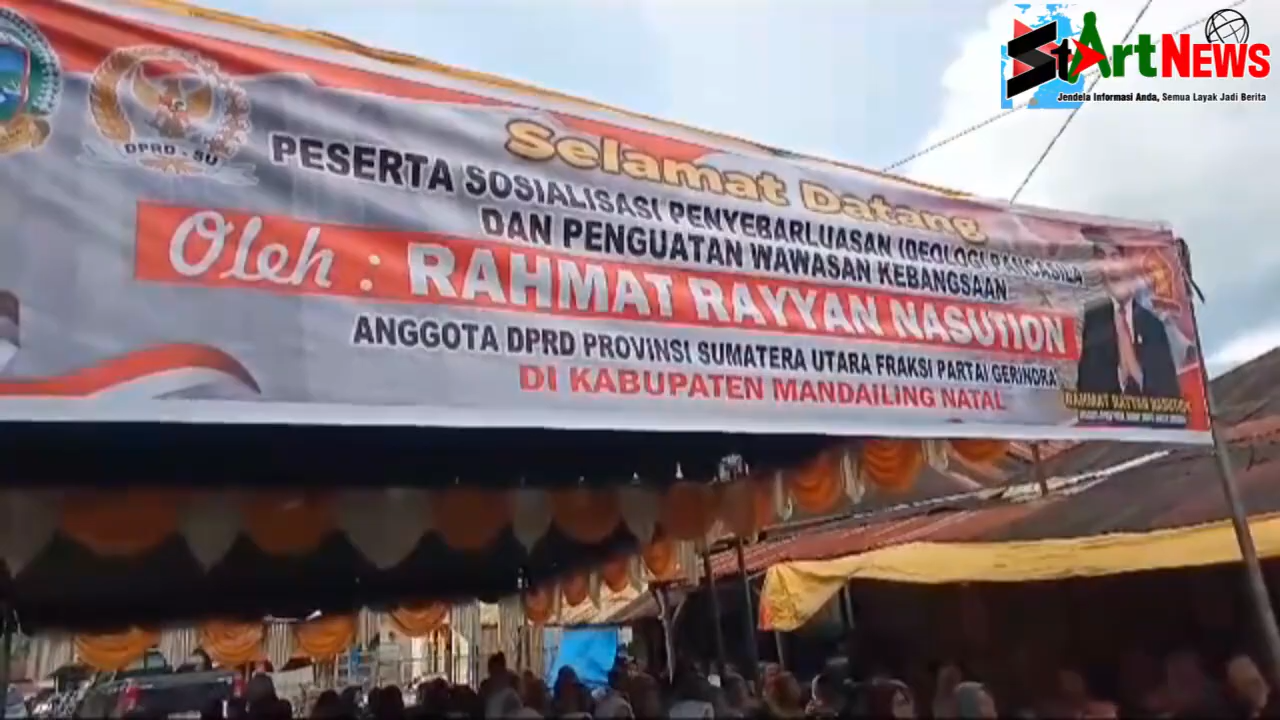 StArtNEWS
Jendela Informasi Anda, Semua Layak Jadi Berita
DPRD - SU
Selamat Datang
PESERTA SOSIALISASI PENYEBARLUASAN IDEOLOGI PANCASILA
DAN PENGUATAN WAWASAN KEBANGSAAN
Oleh : RAHMAT RAYYAN NASUTION
ANGGOTA DPRD PROVINSI SUMATERA UTARA FRAKSI PARTAI GERINDRA
DI KABUPATEN MANDAILING NATAL
RAHMAT RAYYAN NASUTION